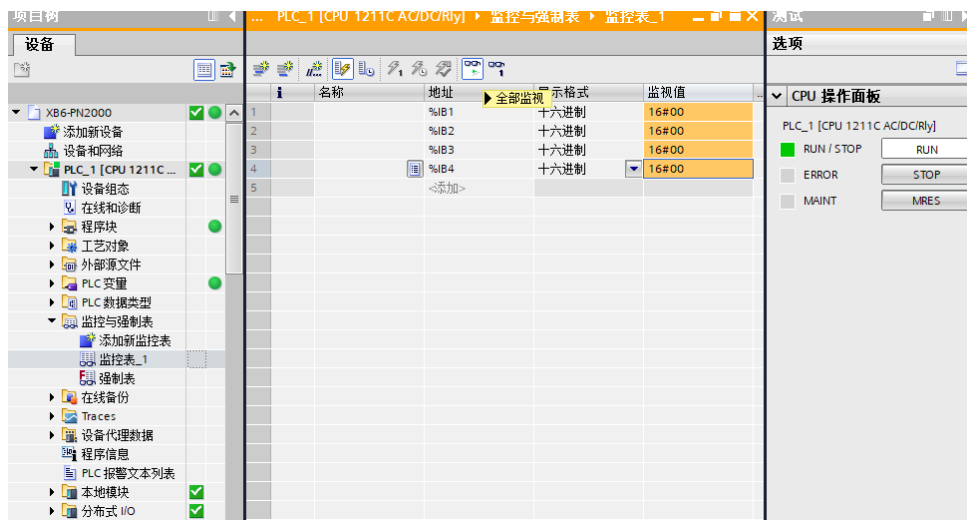 项目树
... PLC_1 [CPU 1211C AC/DC/Rly] 监控与强制表 监控表_1
测试
设备
选项
全部监视
i 名称 地址 显示格式 监视值 ...
CPU 操作面板
XB6-PN2000
添加新设备
设备和网络
PLC_1 [CPU 1211C ...
设备组态
在线和诊断
程序块
工艺对象
外部源文件
PLC 变量
PLC 数据类型
监控与强制表
添加新监控表
监控表_1
强制表
在线备份
Traces
设备代理数据
程序信息
PLC 报警文本列表
本地模块
分布式 I/O
1 %IB1 十六进制 16#00
2 %IB2 十六进制 16#00
3 %IB3 十六进制 16#00
4 %IB4 十六进制 16#00
5 <添加>
PLC_1 [CPU 1211C AC/DC/Rly]
RUN / STOP RUN
ERROR STOP
MAINT MRES